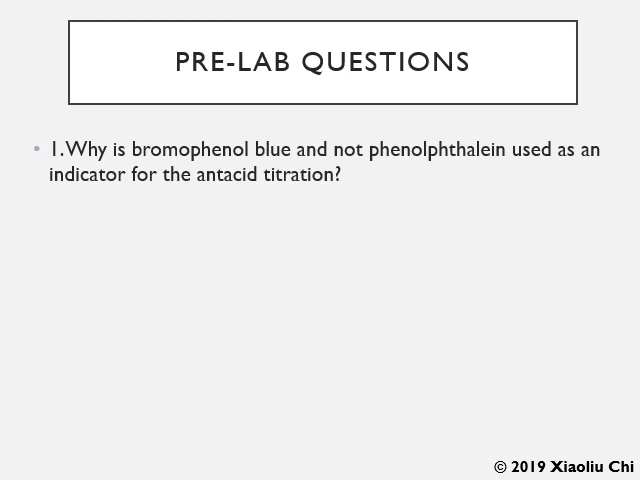 PRE-LAB QUESTIONS
• 1. Why is bromophenol blue and not phenolphthalein used as an
indicator for the antacid titration?
© 2019 Xiaoliu Chi